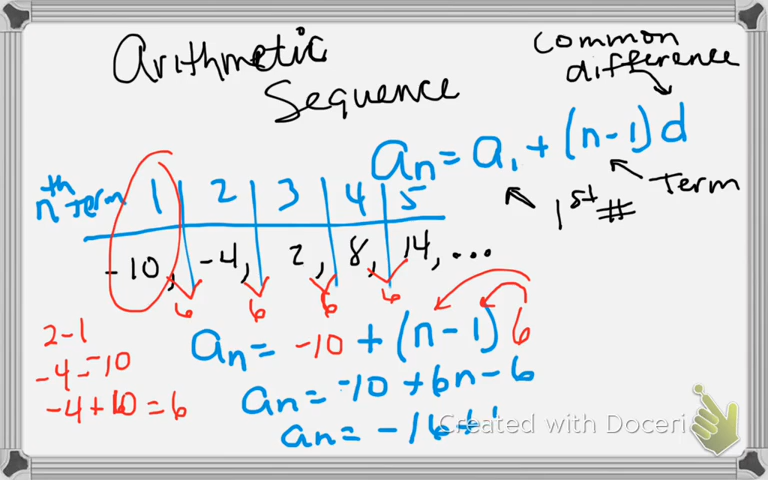 Arithmetic
Sequence
common
difference
aₙ = a₁ + (n - 1) d
Term
1st #
nth term 1 2 3 4 5
-10, -4, 2, 8, 14, ...
6 6 6 6
2 - 1
-4 - -10
-4 + 10 = 6
aₙ = -10 + (n - 1) 6
aₙ = -10 + 6n - 6
aₙ = -16 +
Created with Doceri